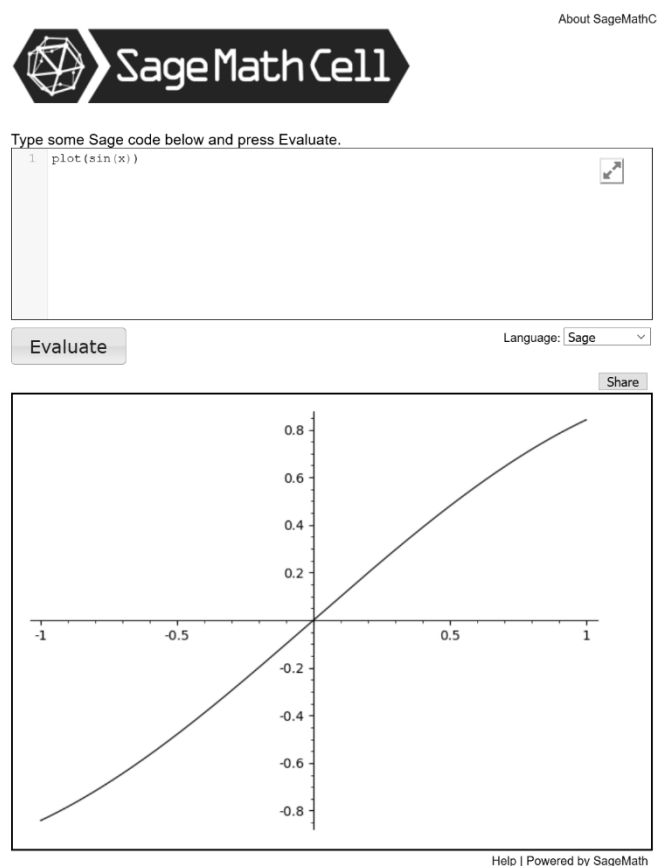 About SageMathC
SageMathCell
Type some Sage code below and press Evaluate.
1 plot(sin(x))
Evaluate
Language: Sage
Share
0.8
0.6
0.4
0.2
-1 -0.5 0.5 1
-0.2
-0.4
-0.6
-0.8
Help | Powered by SageMath